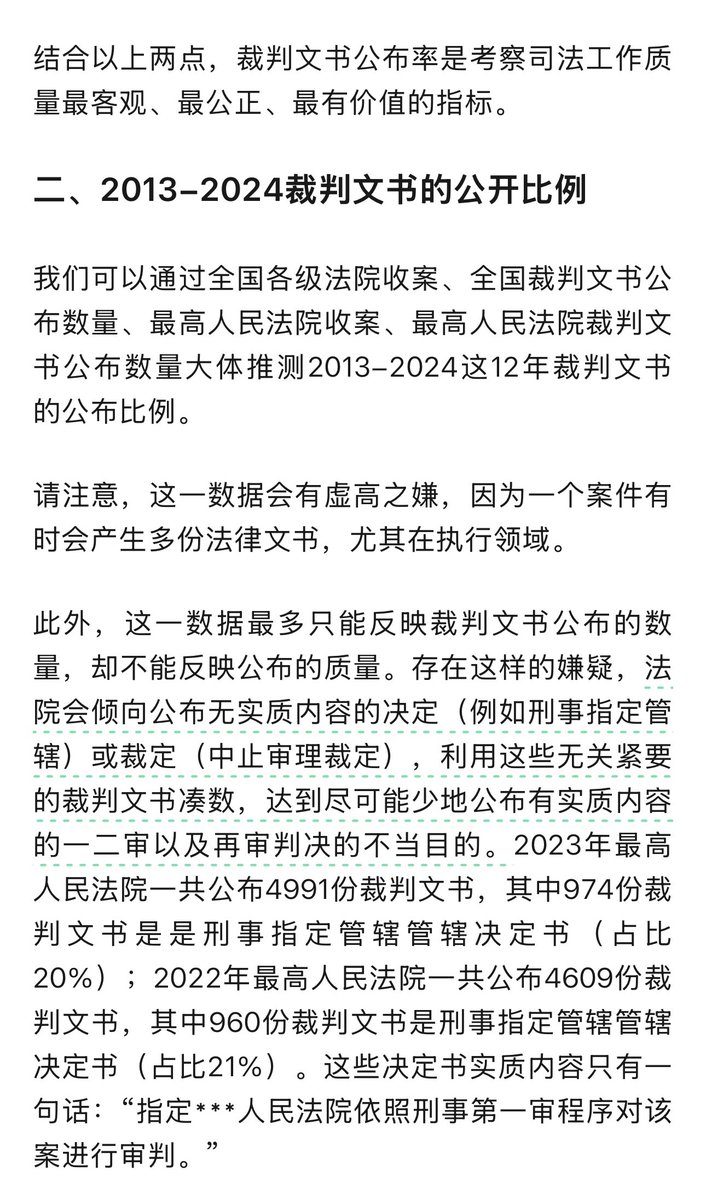 结合以上两点，裁判文书公布率是考察司法工作质
量最客观、最公正、最有价值的指标。
二、2013–2024裁判文书的公开比例
我们可以通过全国各级法院收案、全国裁判文书公
布数量、最高人民法院收案、最高人民法院裁判文
书公布数量大体推测2013–2024这12年裁判文书
的公布比例。
请注意，这一数据会有虚高之嫌，因为一个案件有
时会产生多份法律文书，尤其在执行领域。
此外，这一数据最多只能反映裁判文书公布的数
量，却不能反映公布的质量。存在这样的嫌疑，法
院会倾向公布无实质内容的决定（例如刑事指定管
辖）或裁定（中止审理裁定），利用这些无关紧要
的裁判文书凑数，达到尽可能少地公布有实质内容
的一二审以及再审判决的不当目的。2023年最高
人民法院一共公布4991份裁判文书，其中974份裁
判文书是是刑事指定管辖管辖决定书（占比
20%）；2022年最高人民法院一共公布4609份裁
判文书，其中960份裁判文书是刑事指定管辖管辖
决定书（占比21%）。这些决定书实质内容只有一
句话：“指定***人民法院依照刑事第一审程序对该
案进行审判。”